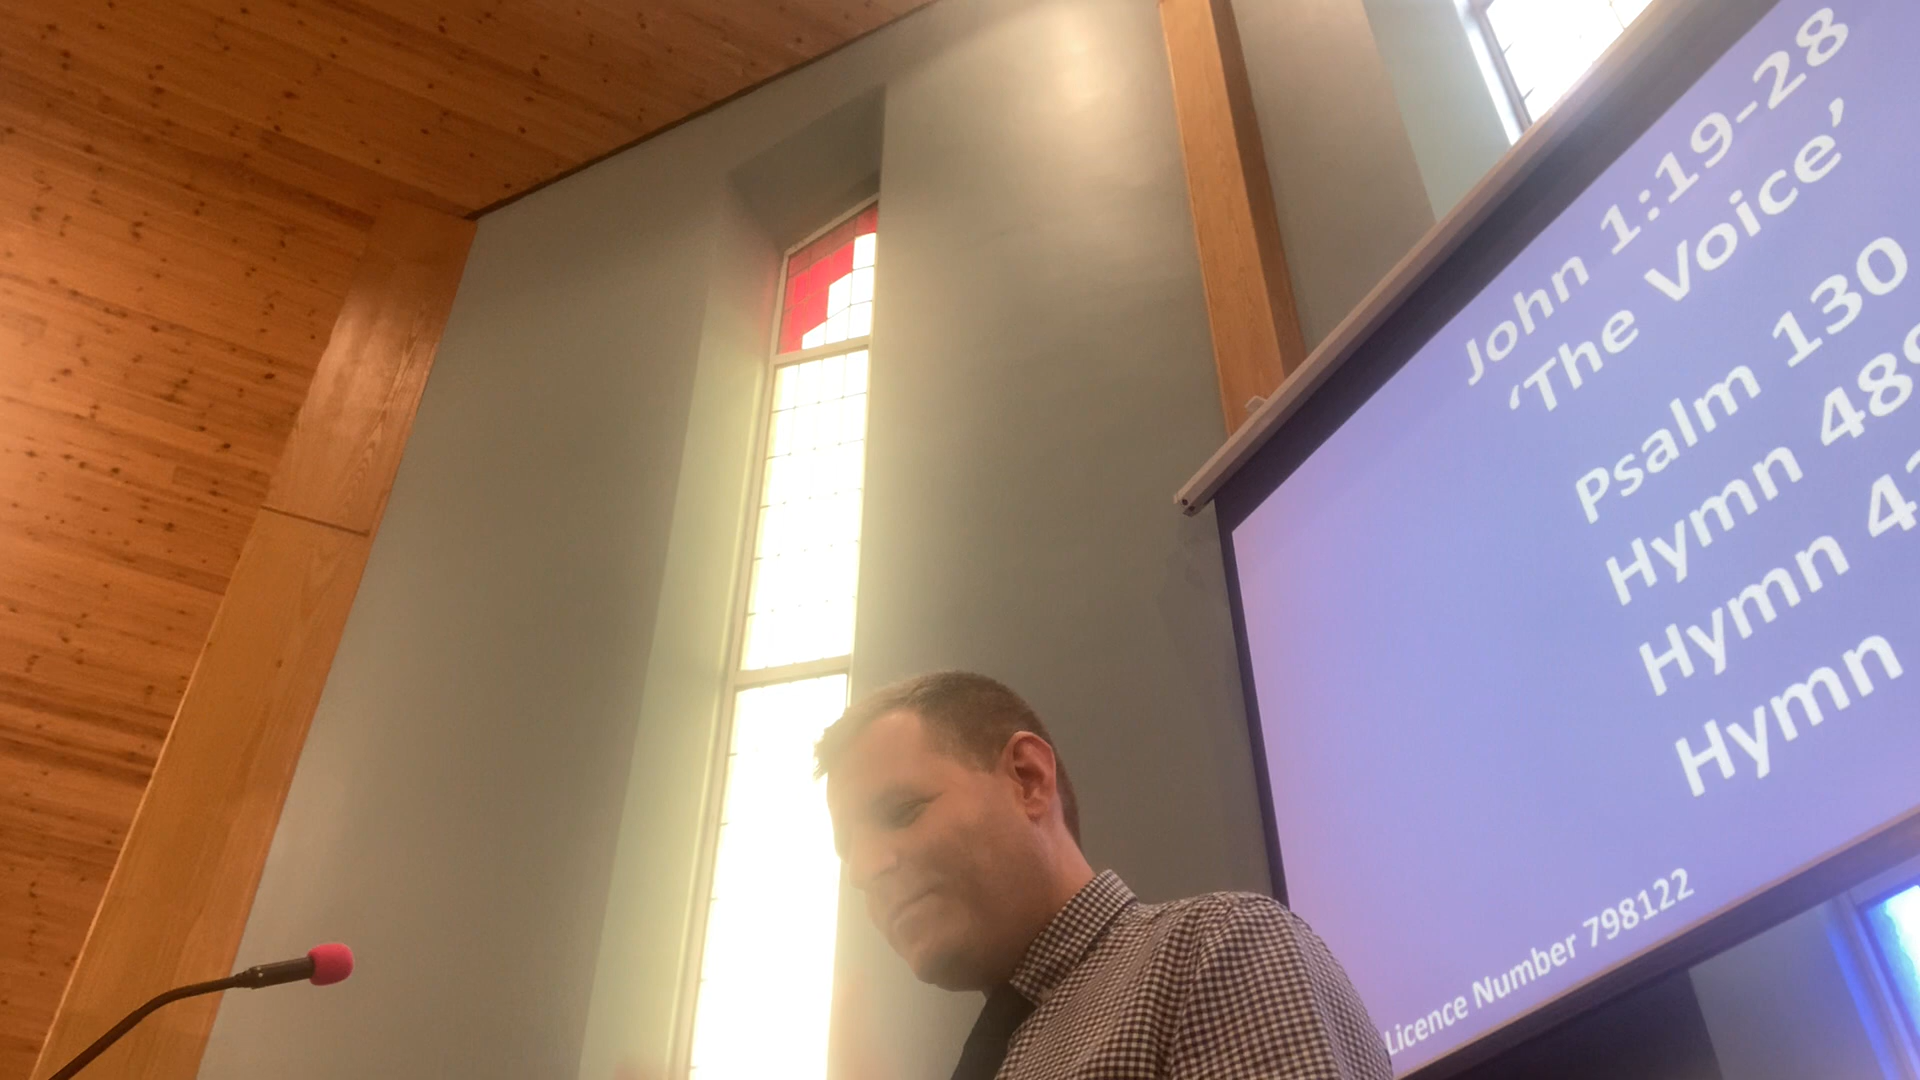 John 1:19-28
‘The Voice’
Psalm 130
Hymn
Hymn
Hymn
Licence Number 798122